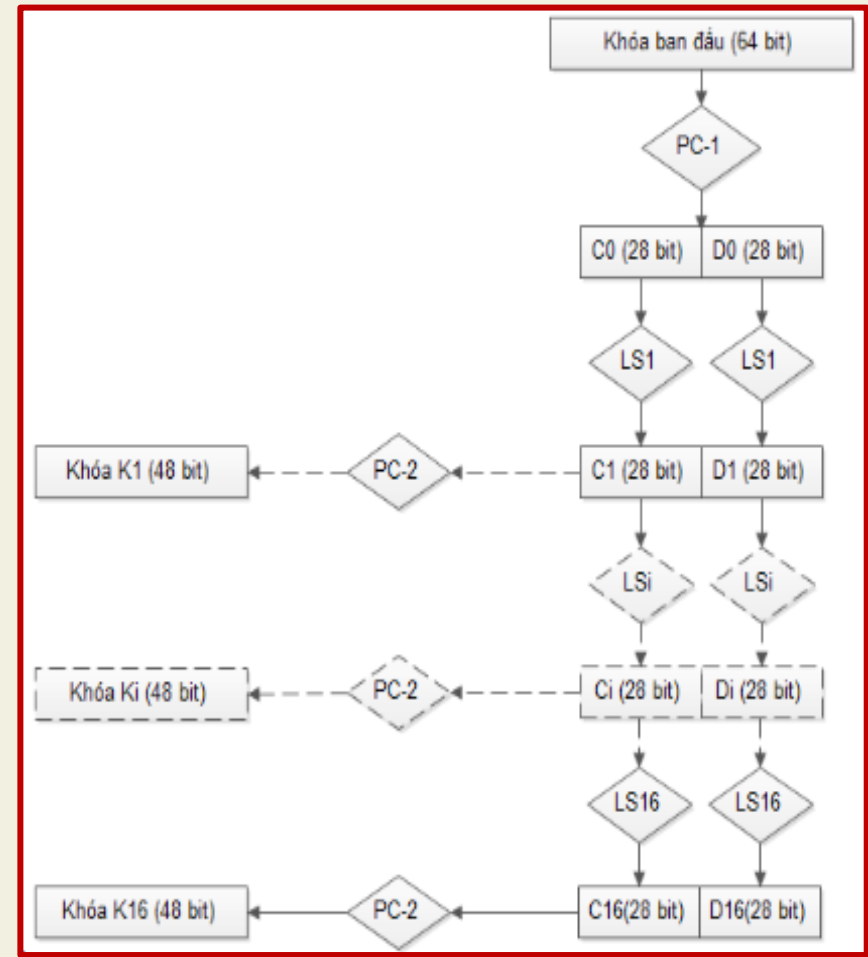 Khóa ban đầu (64 bit)
PC-1
C0 (28 bit) D0 (28 bit)
LS1 LS1
Khóa K1 (48 bit) PC-2 C1 (28 bit) D1 (28 bit)
LSi LSi
Khóa Ki (48 bit) PC-2 Ci (28 bit) Di (28 bit)
LS16 LS16
Khóa K16 (48 bit) PC-2 C16(28 bit) D16(28 bit)